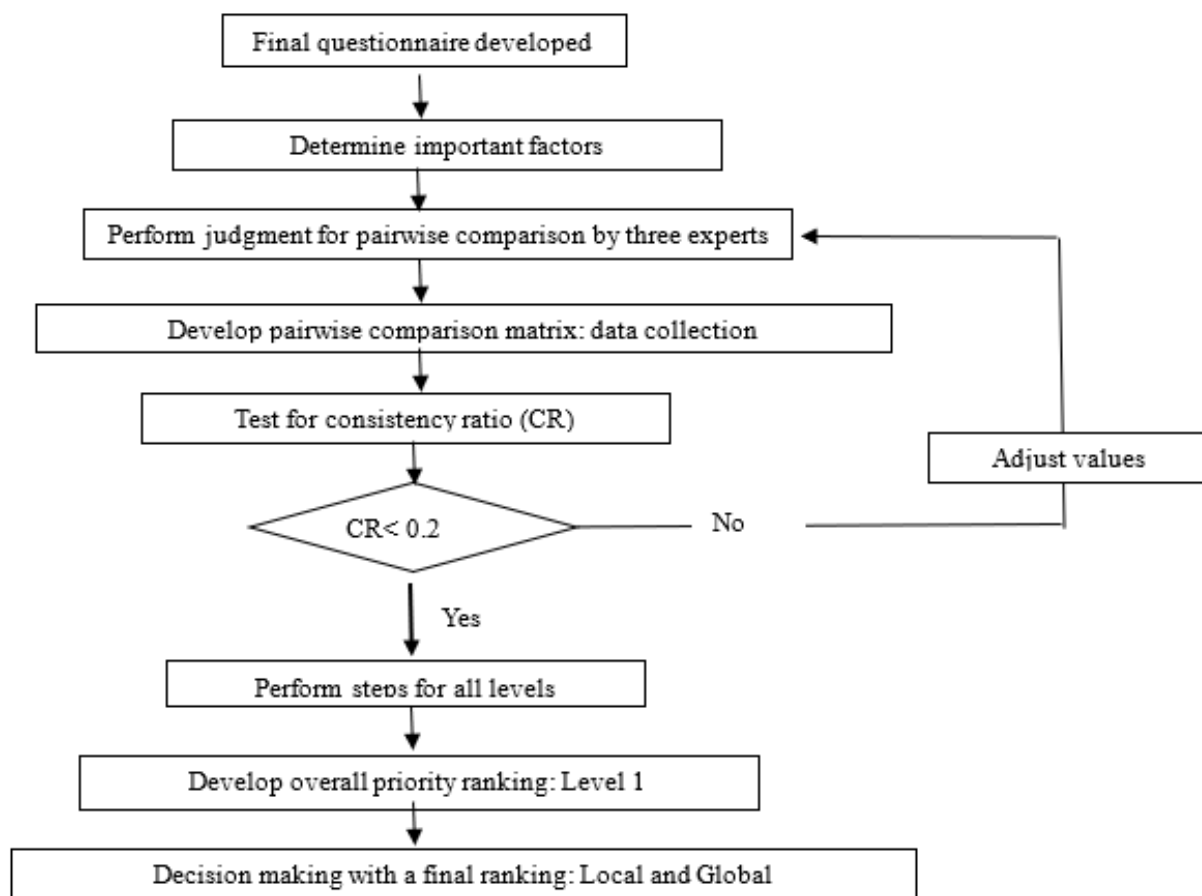 Final questionnaire developed
Determine important factors
Perform judgment for pairwise comparison by three experts
Develop pairwise comparison matrix: data collection
Test for consistency ratio (CR)
Adjust values
CR< 0.2
No
Yes
Perform steps for all levels
Develop overall priority ranking: Level 1
Decision making with a final ranking: Local and Global